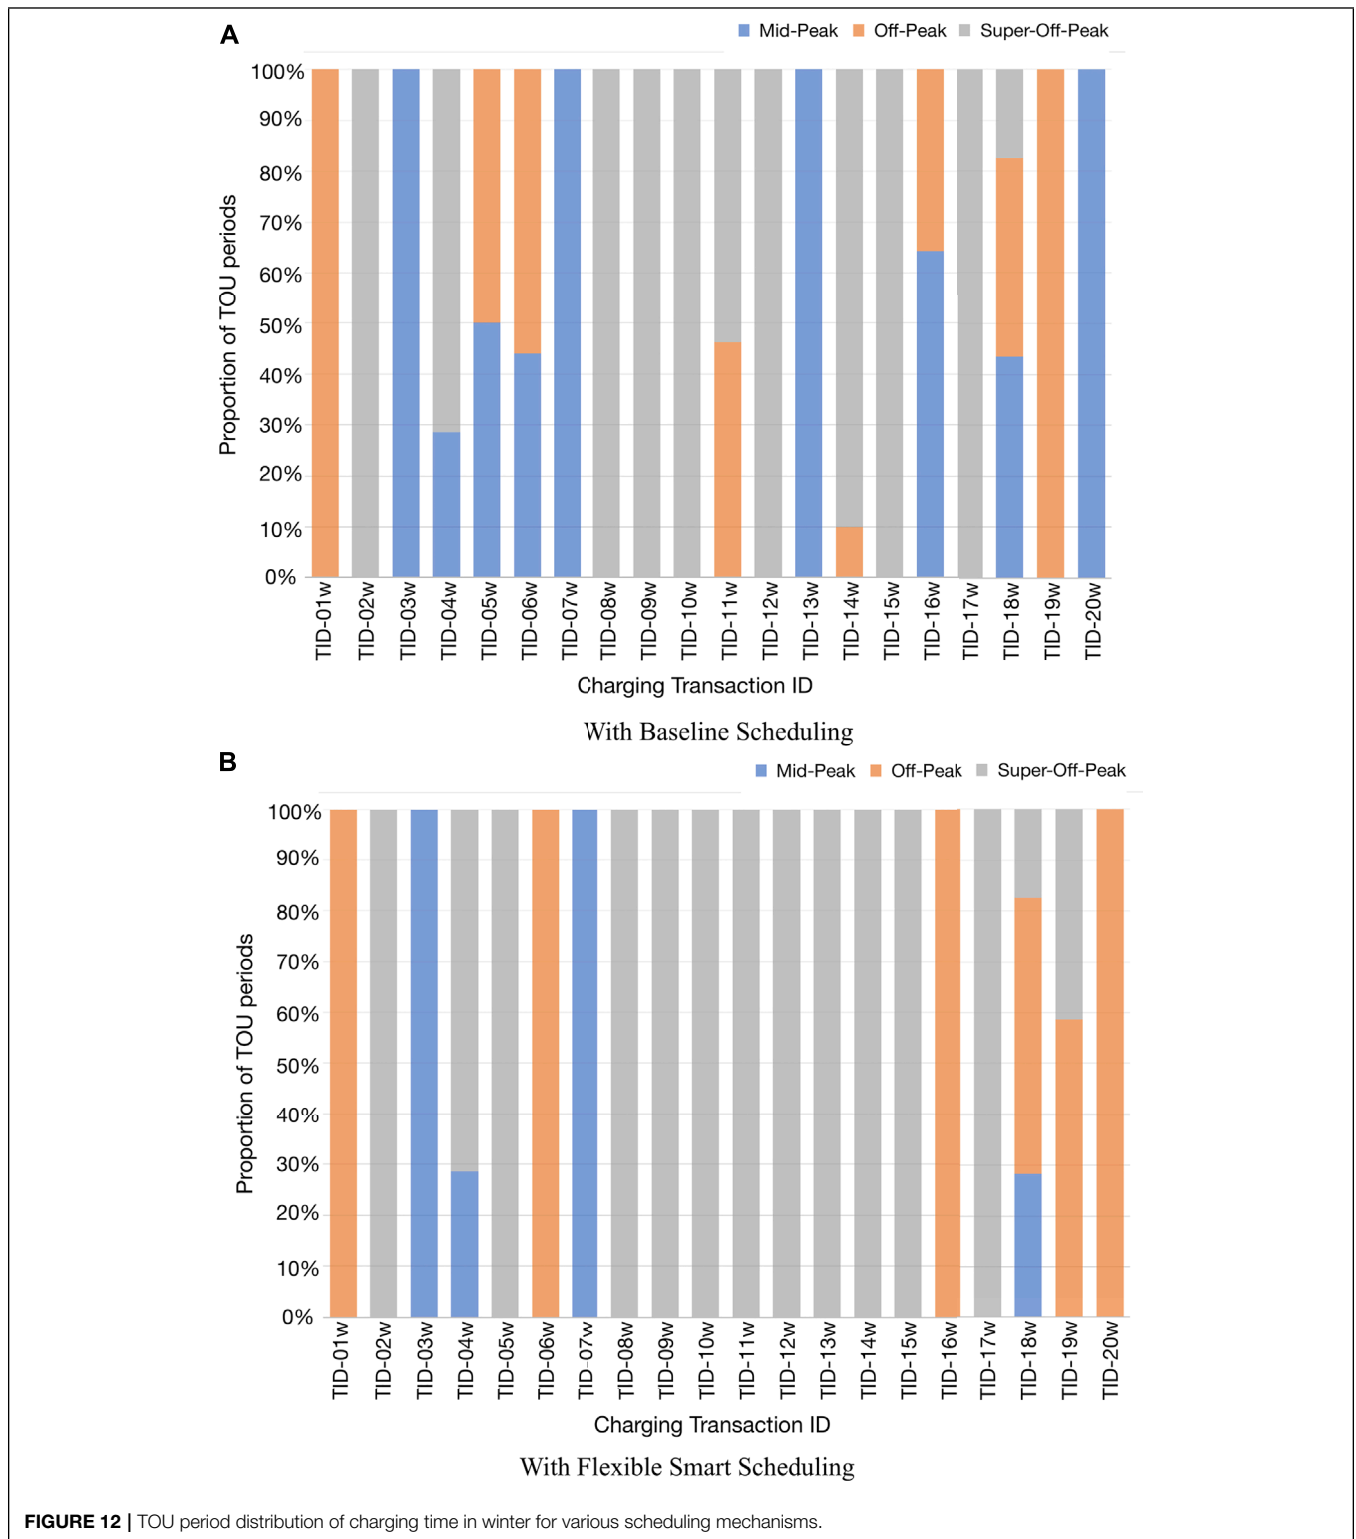 A
Mid-Peak Off-Peak Super-Off-Peak
100%
90%
80%
70%
60%
50%
40%
30%
20%
10%
0%
Proportion of TOU periods
TID-01w TID-02w TID-03w TID-04w TID-05w TID-06w TID-07w TID-08w TID-09w TID-10w TID-11w TID-12w TID-13w TID-14w TID-15w TID-16w TID-17w TID-18w TID-19w TID-20w
Charging Transaction ID
With Baseline Scheduling
B
Mid-Peak Off-Peak Super-Off-Peak
100%
90%
80%
70%
60%
50%
40%
30%
20%
10%
0%
Proportion of TOU periods
TID-01w TID-02w TID-03w TID-04w TID-05w TID-06w TID-07w TID-08w TID-09w TID-10w TID-11w TID-12w TID-13w TID-14w TID-15w TID-16w TID-17w TID-18w TID-19w TID-20w
Charging Transaction ID
With Flexible Smart Scheduling
FIGURE 12 | TOU period distribution of charging time in winter for various scheduling mechanisms.